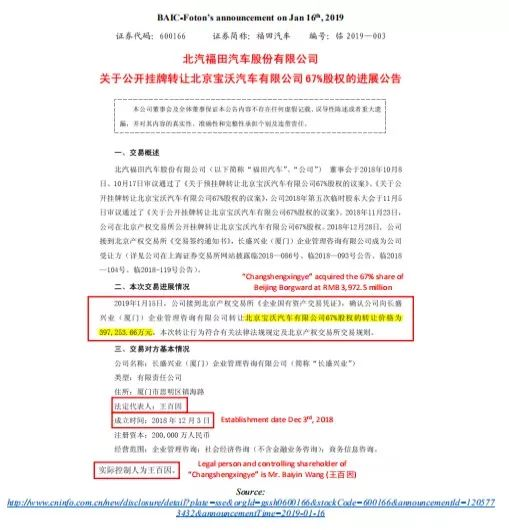 BAIC-Foton's announcement on Jan 16th, 2019
证券代码：600166 证券简称：福田汽车 编号：临 2019—003
北汽福田汽车股份有限公司
关于公开挂牌转让北京宝沃汽车有限公司 67%股权的进展公告
本公司董事会及全体董事保证本公告内容不存在任何虚假记载、误导性陈述或者重大遗
漏，并对其内容的真实性、准确性和完整性承担个别及连带责任。
一、交易概述
北汽福田汽车股份有限公司（以下简称“福田汽车”、“公司”） 董事会于2018年10月8
日、10月17日审议通过了《关于预挂牌转让北京宝沃汽车有限公司67%股权的议案》、《关于公
开挂牌转让北京宝沃汽车有限公司67%股权的议案》，公司2018年第五次临时股东大会于11月5
日审议通过了《关于公开挂牌转让北京宝沃汽车有限公司67%股权的议案》。2018年11月23日，
公司在北京产权交易所公开挂牌转让北京宝沃汽车有限公司67%股权。2018年12月28日，公司
接到北京产权交易所《交易签约通知书》，长盛兴业（厦门）企业管理咨询有限公司成为公司
受让方（详见公司在上海证券交易所网站披露临2018—086号、临2018—093号公告、临2018
—104号、临2018-119号公告）。
“Changshengxingye” acquired the 67% share of
Beijing Borgward at RMB 3,972.5 million
二、本次交易进展情况
2019年1月15日，公司接到北京产权交易所《企业国有资产交易凭证》，确认公司向长盛
兴业（厦门）企业管理咨询有限公司转让北京宝沃汽车有限公司67%股权的转让价格为
397,253.66万元。本次转让行为符合有关法律法规规定及北京产权交易所交易规则。
三、交易对方基本情况
公司名称：长盛兴业（厦门）企业管理咨询有限公司（简称“长盛兴业”）
类型：有限责任公司
住所：厦门市思明区镇海路
法定代表人：王百因
成立时间：2018 年 12 月 3 日 Establishment date Dec 3rd, 2018
注册资本：200,000 万人民币
经营范围：企业管理咨询；社会经济咨询（不含金融业务咨询）；商务信息咨询。
Legal person and controlling shareholder of
“Changshengxingye” is Mr. Baiyin Wang (王百因)
实际控制人为王百因。
Source:
http://www.cninfo.com.cn/new/disclosure/detail?plate=sse&orgId=gssh0600166&stockCode=600166&announcementId=120577
3432&announcementTime=2019-01-16